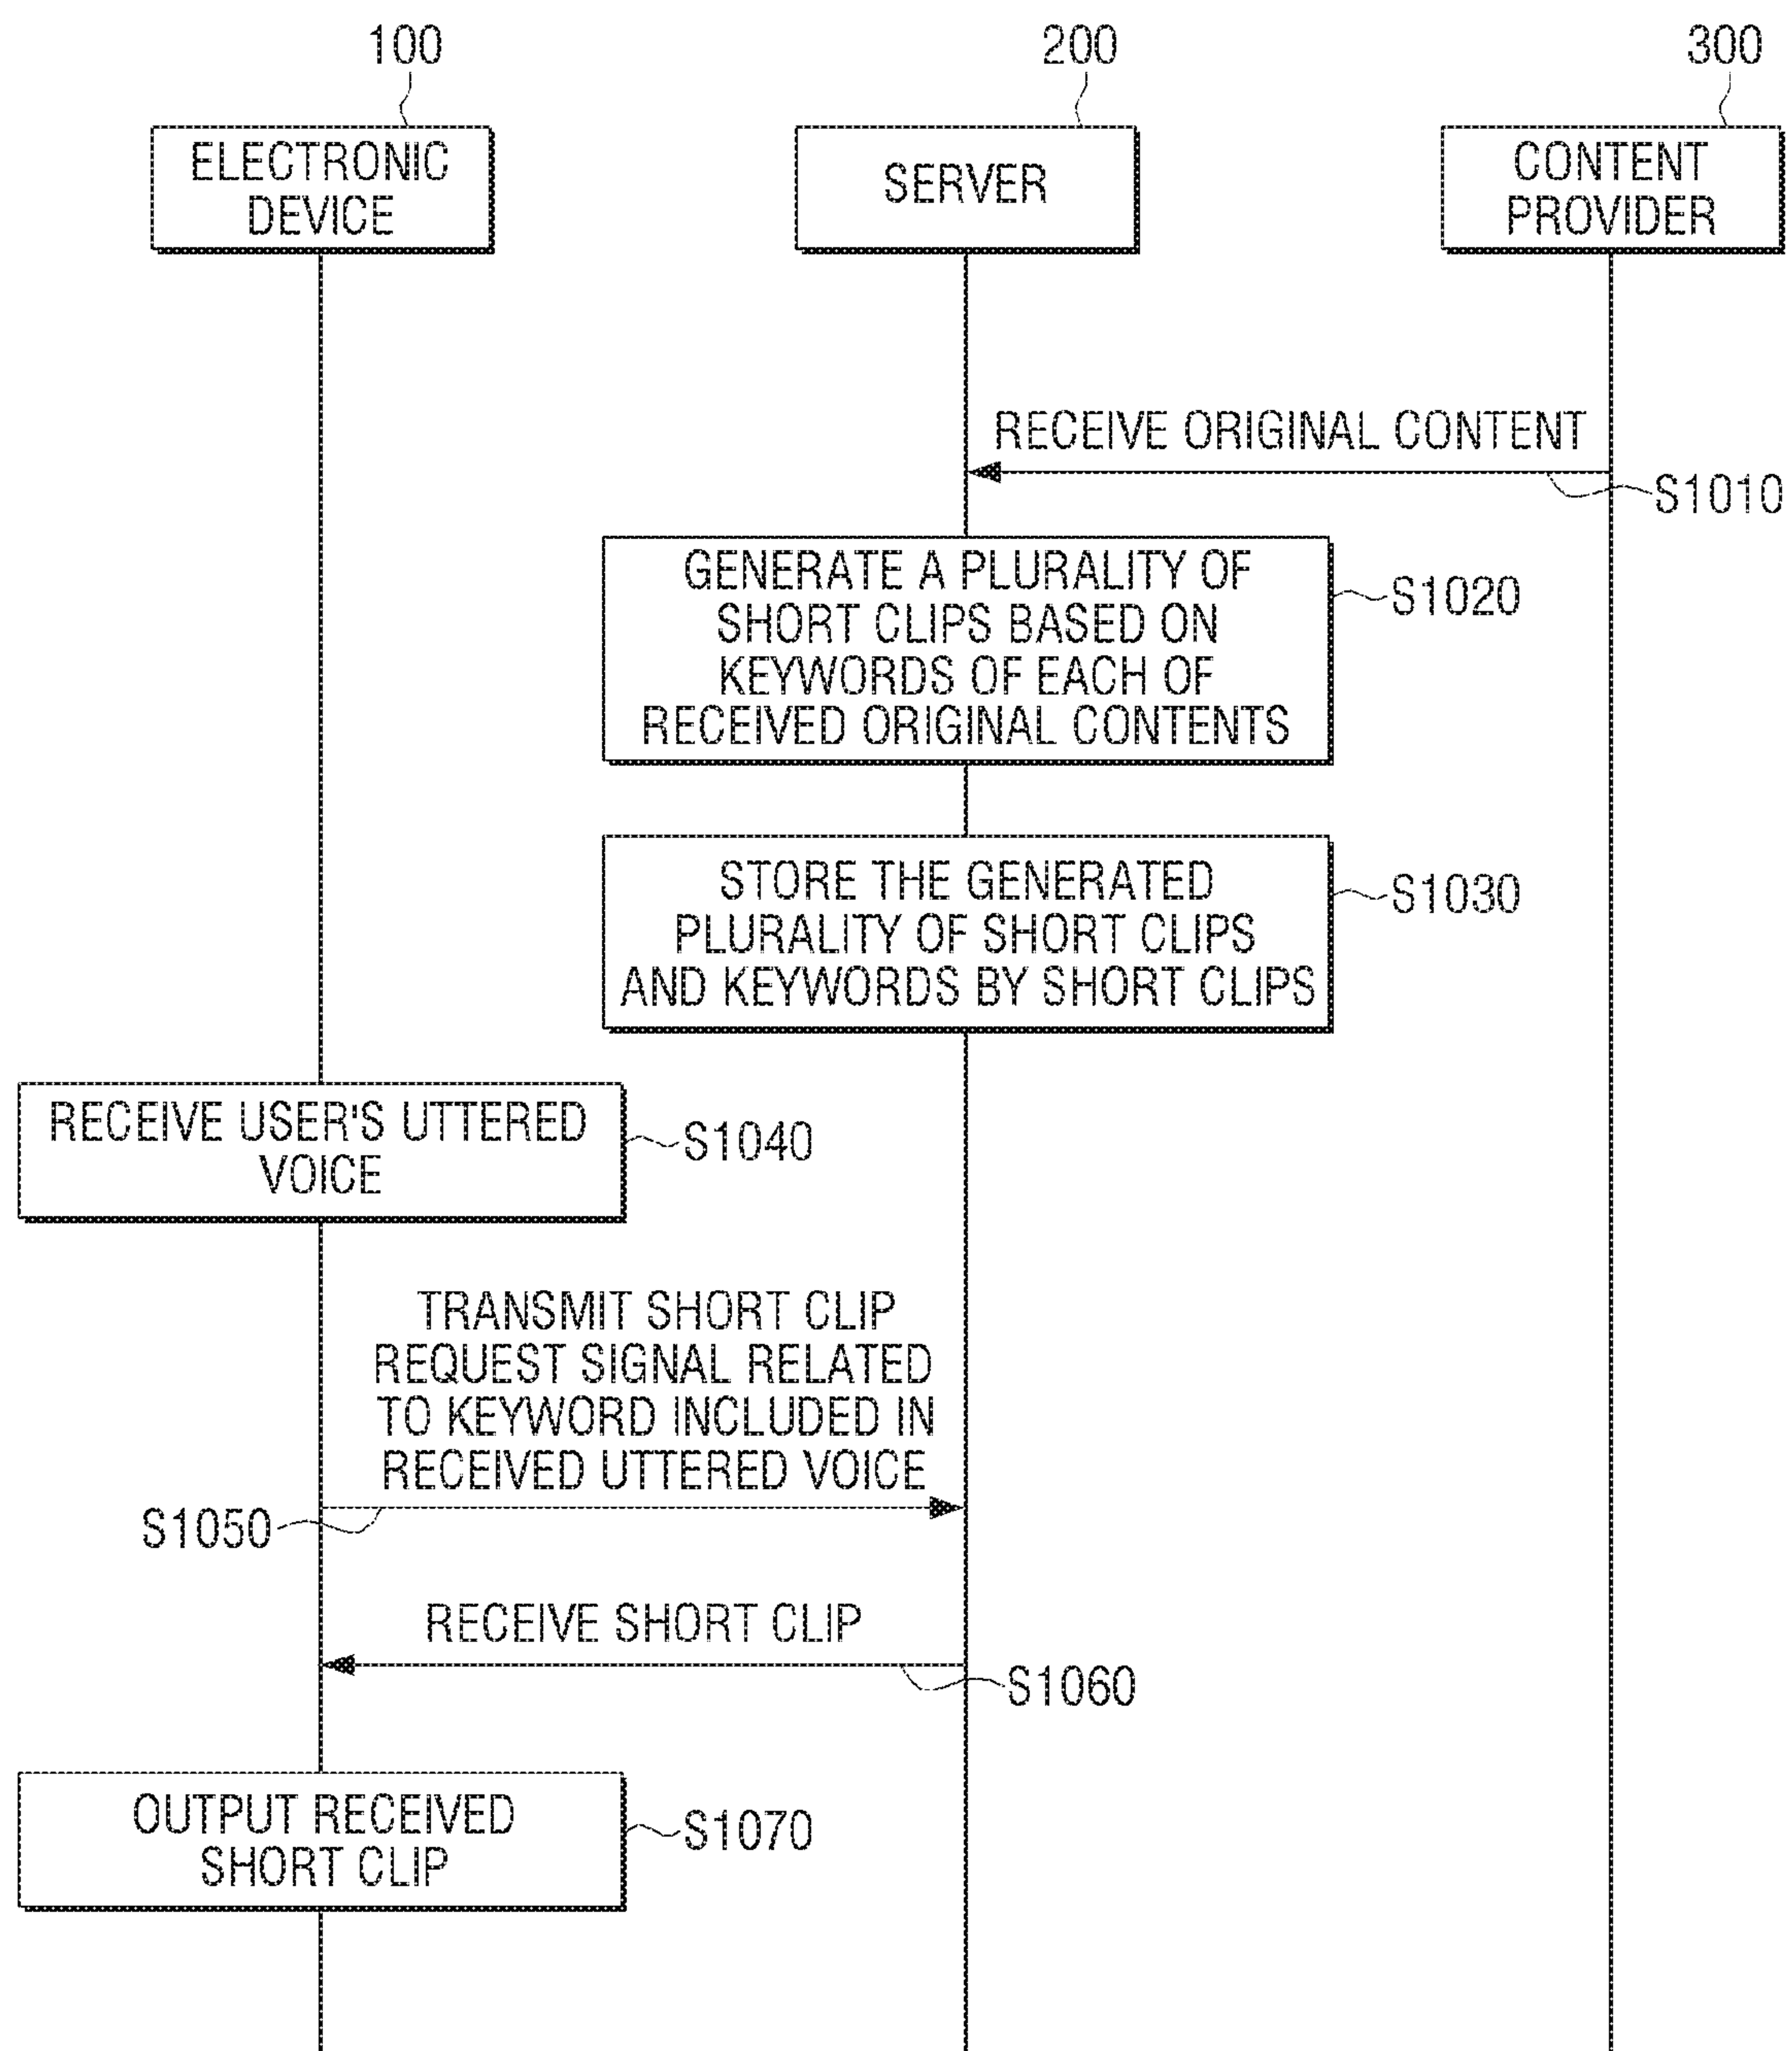 100
200
300
ELECTRONIC
DEVICE
SERVER
CONTENT
PROVIDER
RECEIVE ORIGINAL CONTENT
S1010
GENERATE A PLURALITY OF
SHORT CLIPS BASED ON
KEYWORDS OF EACH OF
RECEIVED ORIGINAL CONTENTS
S1020
STORE THE GENERATED
PLURALITY OF SHORT CLIPS
AND KEYWORDS BY SHORT CLIPS
S1030
RECEIVE USER'S UTTERED
VOICE
S1040
TRANSMIT SHORT CLIP
REQUEST SIGNAL RELATED
TO KEYWORD INCLUDED IN
RECEIVED UTTERED VOICE
S1050
RECEIVE SHORT CLIP
S1060
OUTPUT RECEIVED
SHORT CLIP
S1070